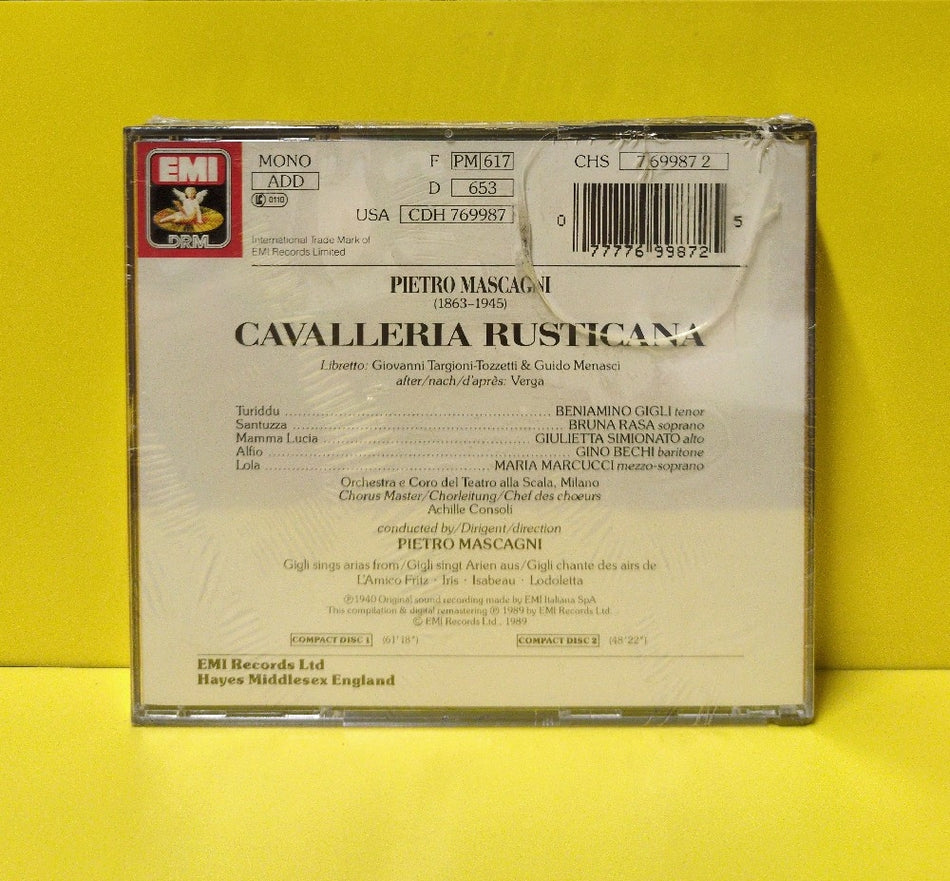 EMI
DRM
MONO
ADD
0110
International Trade Mark of
EMI Records Limited
F PM 617
D 653
USA CDH 769987
CHS 7 69987 2
0 77776 99872 5
PIETRO MASCAGNI
(1863–1945)
CAVALLERIA RUSTICANA
Libretto: Giovanni Targioni-Tozzetti & Guido Menasci
after/nach/d'après: Verga
Turiddu BENIAMINO GIGLI tenor
Santuzza BRUNA RASA soprano
Mamma Lucia GIULIETTA SIMIONATO alto
Alfio GINO BECHI baritone
Lola MARIA MARCUCCI mezzo-soprano
Orchestra e Coro del Teatro alla Scala, Milano
Chorus Master/Chorleitung/Chef des chœurs
Achille Consoli
conducted by/Dirigent/direction
PIETRO MASCAGNI
Gigli sings arias from/Gigli singt Arien aus/Gigli chante des airs de
L'Amico Fritz · Iris · Isabeau · Lodoletta
℗ 1940 Original sound recording made by EMI Italiana SpA
This compilation & digital remastering ℗ 1989 by EMI Records Ltd.
© EMI Records Ltd., 1989
COMPACT DISC 1 (61'18") COMPACT DISC 2 (48'22")
EMI Records Ltd
Hayes Middlesex England